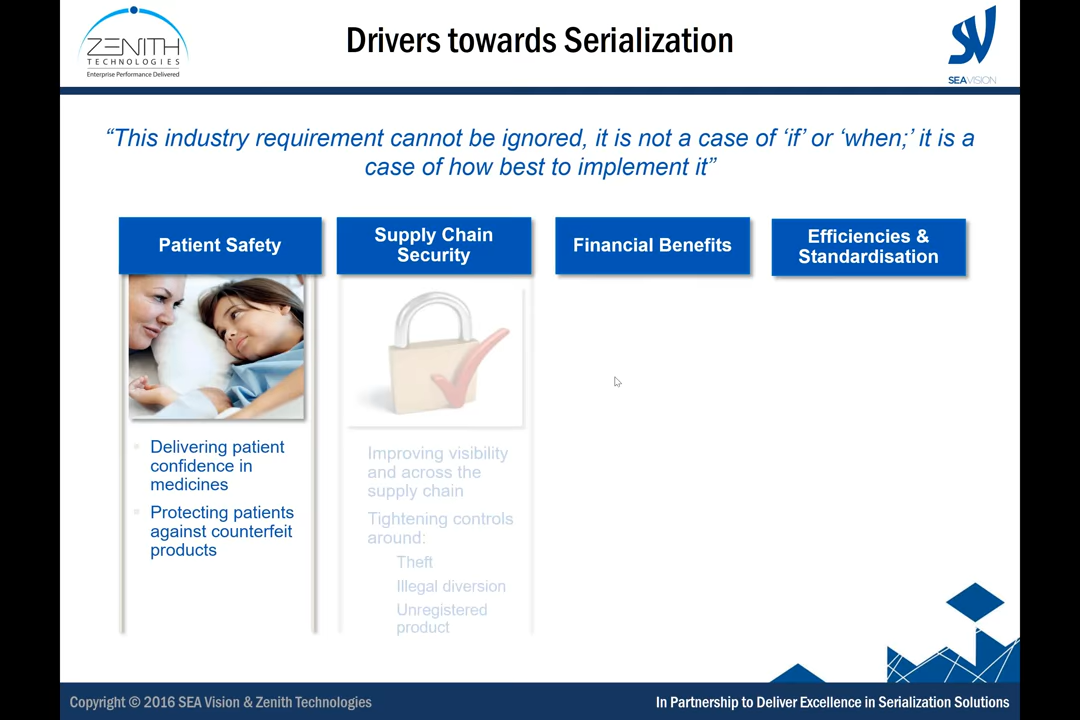 ZENITH
TECHNOLOGIES
Enterprise Performance Delivered
Drivers towards Serialization
SV
SEAVISION
“This industry requirement cannot be ignored, it is not a case of ‘if’ or ‘when;’ it is a
case of how best to implement it”
Patient Safety
Delivering patient
confidence in
medicines
Protecting patients
against counterfeit
products
Supply Chain
Security
Improving visibility
and across the
supply chain
Tightening controls
around:
Theft
Illegal diversion
Unregistered
product
Financial Benefits
Efficiencies &
Standardisation
Copyright © 2016 SEA Vision & Zenith Technologies
In Partnership to Deliver Excellence in Serialization Solutions